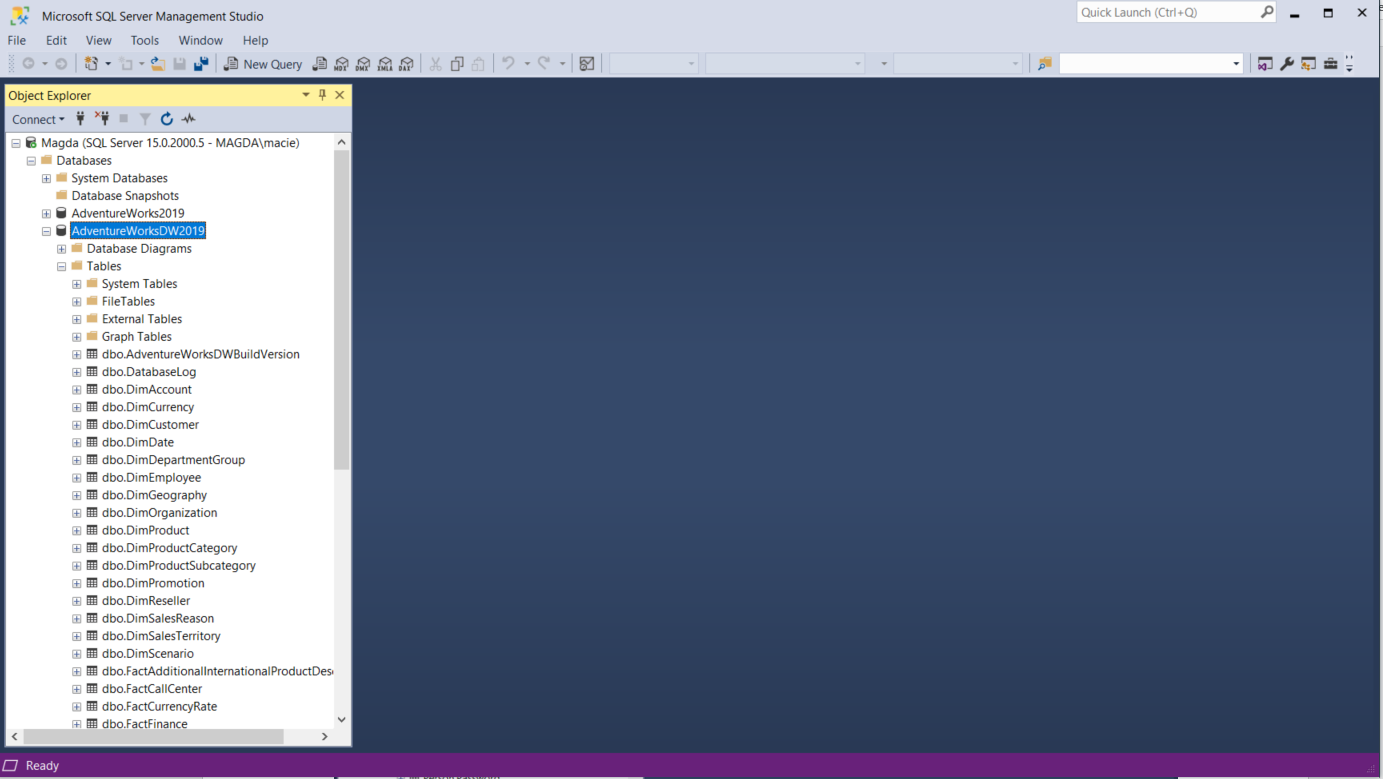 Microsoft SQL Server Management Studio
Quick Launch (Ctrl+Q)
File Edit View Tools Window Help
New Query MDX DMX XMLA DAX
Object Explorer
Connect
Magda (SQL Server 15.0.2000.5 - MAGDA\macie)
Databases
System Databases
Database Snapshots
AdventureWorks2019
AdventureWorksDW2019
Database Diagrams
Tables
System Tables
FileTables
External Tables
Graph Tables
dbo.AdventureWorksDWBuildVersion
dbo.DatabaseLog
dbo.DimAccount
dbo.DimCurrency
dbo.DimCustomer
dbo.DimDate
dbo.DimDepartmentGroup
dbo.DimEmployee
dbo.DimGeography
dbo.DimOrganization
dbo.DimProduct
dbo.DimProductCategory
dbo.DimProductSubcategory
dbo.DimPromotion
dbo.DimReseller
dbo.DimSalesReason
dbo.DimSalesTerritory
dbo.DimScenario
dbo.FactAdditionalInternationalProductDes
dbo.FactCallCenter
dbo.FactCurrencyRate
dbo.FactFinance
Ready